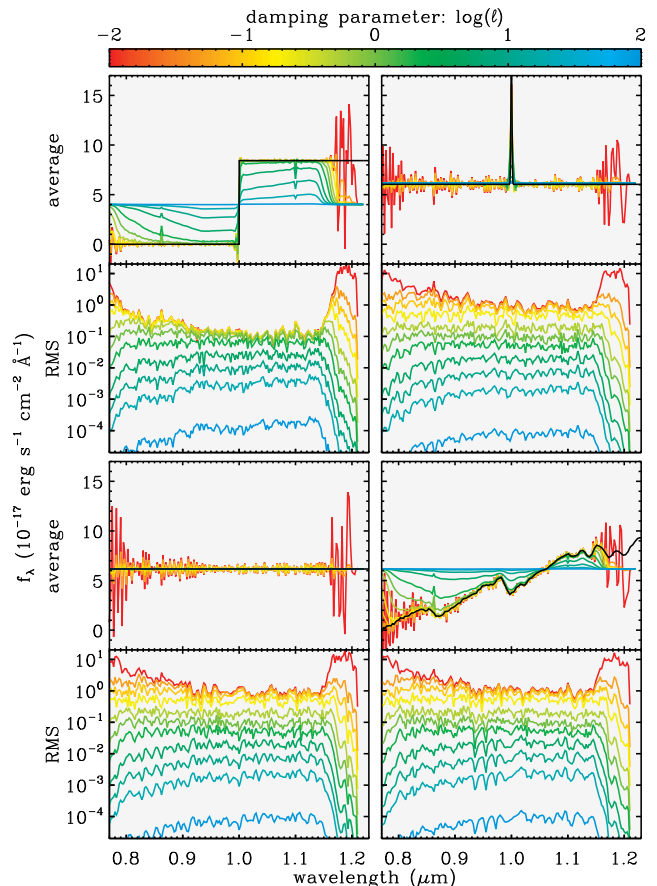 damping parameter: log(ℓ)
−2 −1 0 1 2
15
10
5
0
average
10¹
10⁰
10⁻¹
10⁻²
10⁻³
10⁻⁴
RMS
fλ (10⁻¹⁷ erg s⁻¹ cm⁻² Å⁻¹)
15
10
5
0
average
10¹
10⁰
10⁻¹
10⁻²
10⁻³
10⁻⁴
RMS
0.8 0.9 1.0 1.1 1.2 0.8 0.9 1.0 1.1 1.2
wavelength (μm)